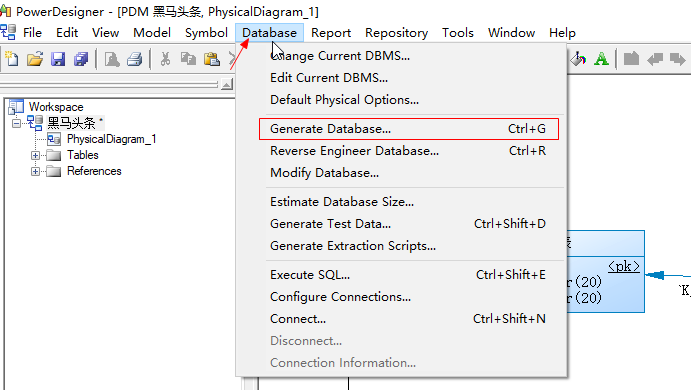 PowerDesigner - [PDM 黑马头条, PhysicalDiagram_1]
File Edit View Model Symbol Database Report Repository Tools Window Help
Change Current DBMS...
Edit Current DBMS...
Default Physical Options...
Generate Database... Ctrl+G
Reverse Engineer Database... Ctrl+R
Modify Database...
Estimate Database Size...
Generate Test Data... Ctrl+Shift+D
Generate Extraction Scripts...
Execute SQL... Ctrl+Shift+E
Configure Connections...
Connect... Ctrl+Shift+N
Disconnect...
Connection Information...
Workspace
黑马头条 *
PhysicalDiagram_1
Tables
References
<pk>
r(20)
r(20)